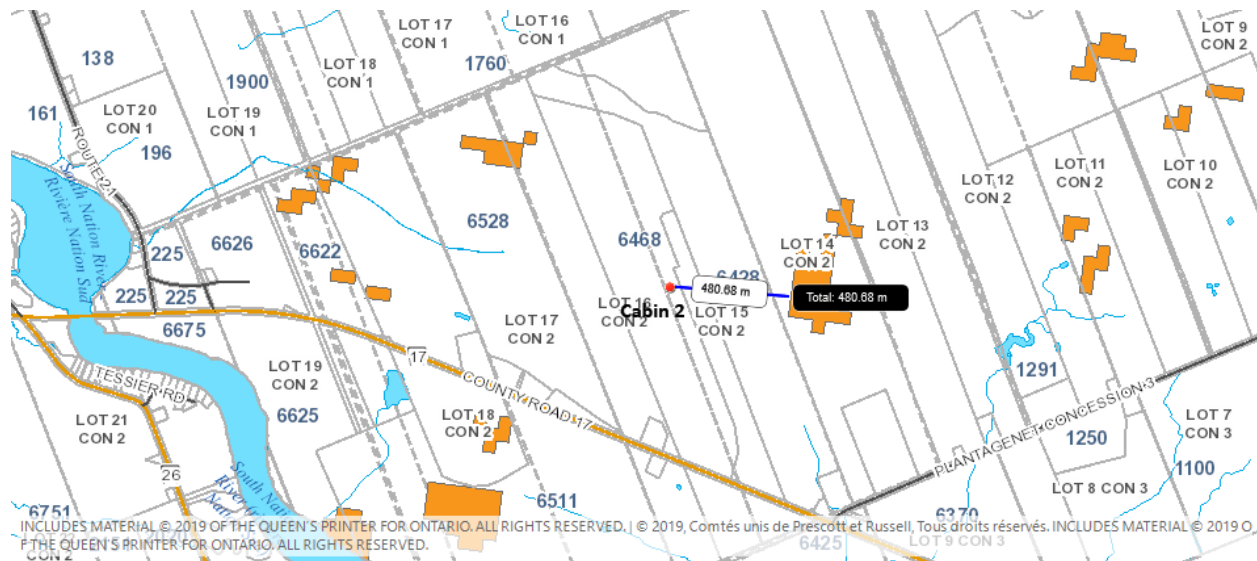 LOT 17
CON 1
LOT 16
CON 1
LOT 9
CON 2
138
LOT 18
CON 1
1760
1900
161
LOT 20
CON 1
LOT 19
CON 1
196
ROUTE 21
South Nation River
Rivière Nation Sud
LOT 11
CON 2
LOT 10
CON 2
LOT 12
CON 2
6528
6468
LOT 13
CON 2
LOT 14
CON 2
225
6626
6622
6428
480.68 m
Total: 480.68 m
225
225
LOT 16
CON 2
Cabin 2
LOT 15
CON 2
6675
LOT 17
CON 2
17
COUNTY ROAD 17
TESSIER RD
LOT 19
CON 2
6625
1291
PLANTAGENET CONCESSION 3
LOT 21
CON 2
LOT 18
CON 2
LOT 7
CON 3
1250
1100
26
South Nation
River
LOT 8 CON 3
6751
6511
6370
INCLUDES MATERIAL © 2019 OF THE QUEEN'S PRINTER FOR ONTARIO. ALL RIGHTS RESERVED. | © 2019, Comtés unis de Prescott et Russell, Tous droits réservés. INCLUDES MATERIAL © 2019 O
F THE QUEEN'S PRINTER FOR ONTARIO. ALL RIGHTS RESERVED.
CON 2
6425
LOT 9 CON 3